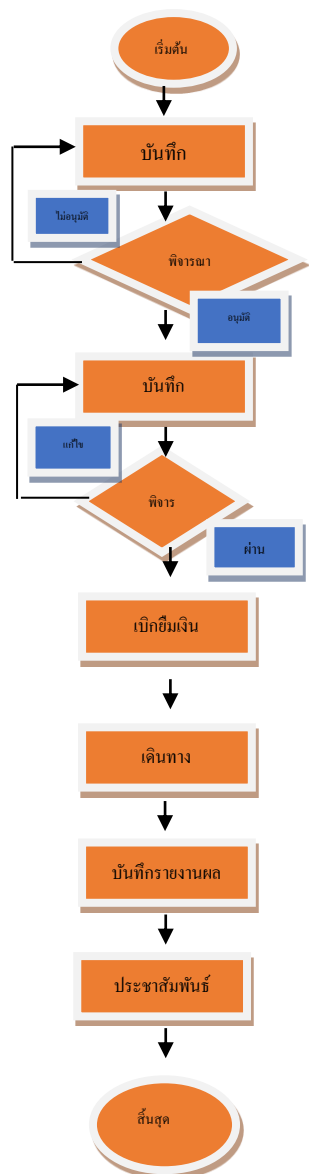 เริ่มต้น
บันทึก
ไม่อนุมัติ
พิจารณา
อนุมัติ
บันทึก
แก้ไข
พิจาร
ผ่าน
เบิกยืมเงิน
เดินทาง
บันทึกรายงานผล
ประชาสัมพันธ์
สิ้นสุด